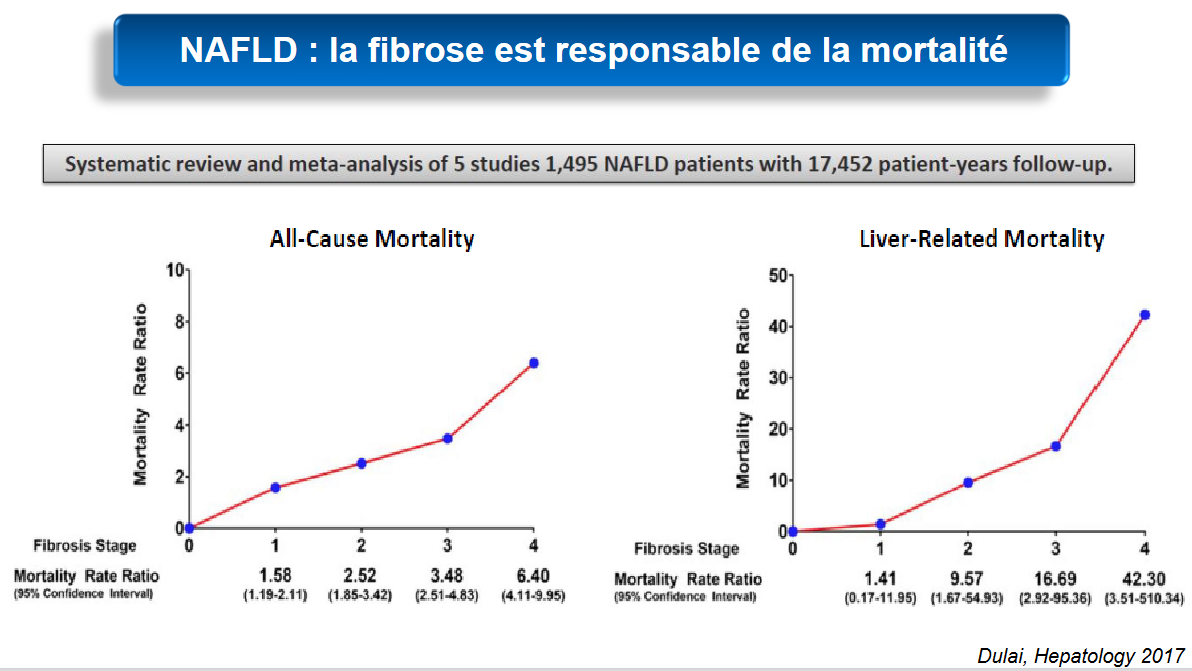 NAFLD : la fibrose est responsable de la mortalité
Systematic review and meta-analysis of 5 studies 1,495 NAFLD patients with 17,452 patient-years follow-up.
All-Cause Mortality
10
8
6
4
2
0
Mortality Rate Ratio
0 1 2 3 4
Fibrosis Stage
Mortality Rate Ratio 1.58 2.52 3.48 6.40
(95% Confidence Interval) (1.19-2.11) (1.85-3.42) (2.51-4.83) (4.11-9.95)
Liver-Related Mortality
50
40
30
20
10
0
Mortality Rate Ratio
0 1 2 3 4
Fibrosis Stage
Mortality Rate Ratio 1.41 9.57 16.69 42.30
(95% Confidence Interval) (0.17-11.95) (1.67-54.93) (2.92-95.36) (3.51-510.34)
Dulai, Hepatology 2017